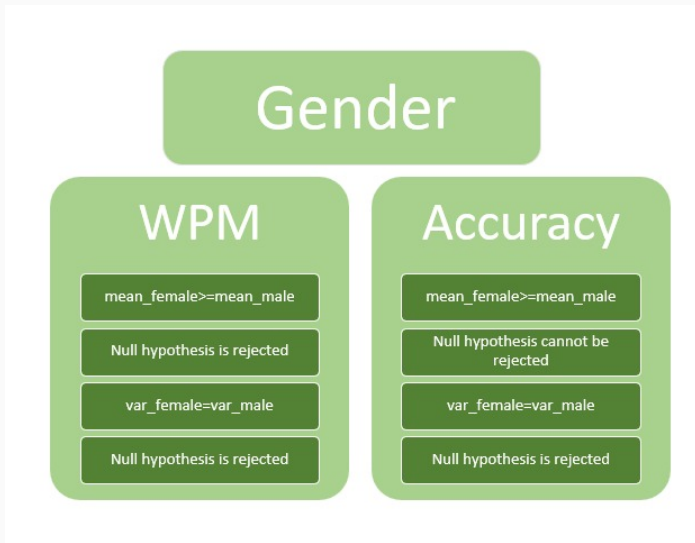 Gender
WPM
mean_female>=mean_male
Null hypothesis is rejected
var_female=var_male
Null hypothesis is rejected
Accuracy
mean_female>=mean_male
Null hypothesis cannot be
rejected
var_female=var_male
Null hypothesis is rejected